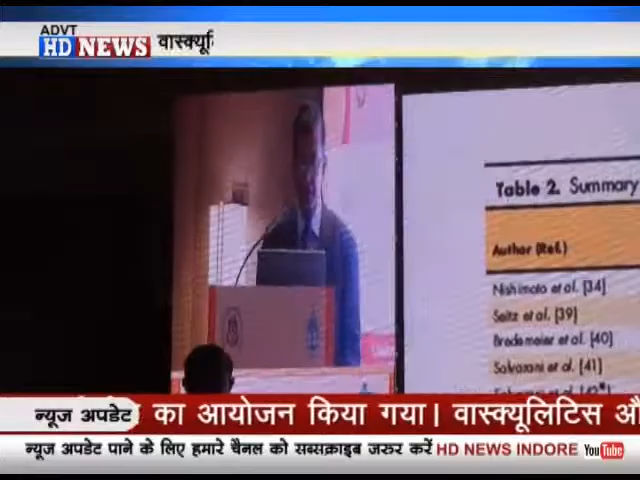 ADVT
HD NEWS वास्क्यूि
Table 2. Summary
Author (Ref.)
Nishimoto et al. [34]
Seitz et al. [39]
Bredemeier et al. [40]
Salvarani et al. [41]
न्यूज अपडेट का आयोजन किया गया। वास्क्यूलिटिस औ
न्यूज अपडेट पाने के लिए हमारे चैनल को सब्सक्राइब जरुर करें HD NEWS INDORE YouTube